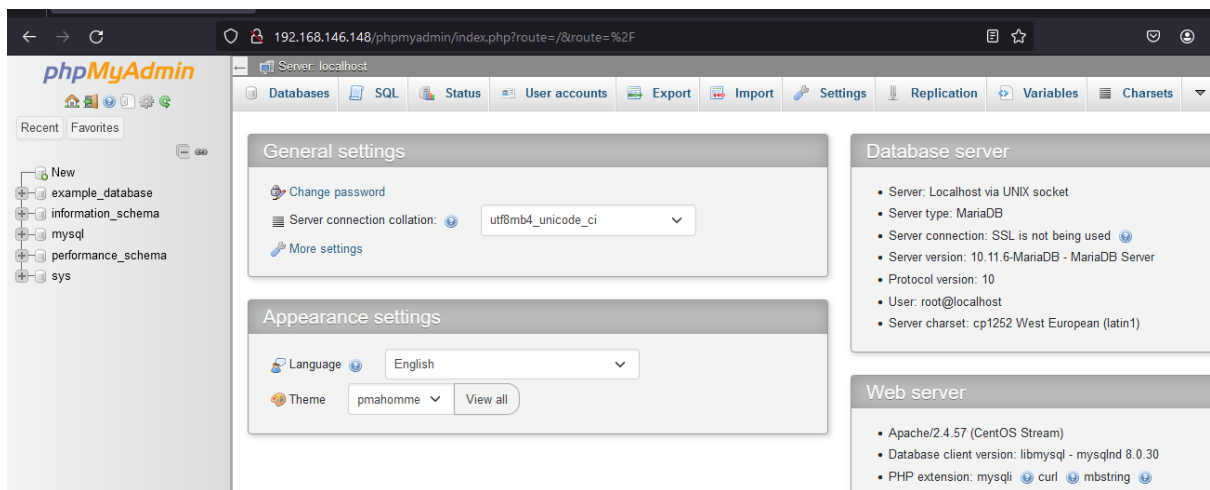 192.168.146.148/phpmyadmin/index.php?route=/&route=%2F
phpMyAdmin
Recent Favorites
New
example_database
information_schema
mysql
performance_schema
sys
Server: localhost
Databases SQL Status User accounts Export Import Settings Replication Variables Charsets
General settings
Change password
Server connection collation: utf8mb4_unicode_ci
More settings
Appearance settings
Language English
Theme pmahomme View all
Database server
• Server: Localhost via UNIX socket
• Server type: MariaDB
• Server connection: SSL is not being used
• Server version: 10.11.6-MariaDB - MariaDB Server
• Protocol version: 10
• User: root@localhost
• Server charset: cp1252 West European (latin1)
Web server
• Apache/2.4.57 (CentOS Stream)
• Database client version: libmysql - mysqlnd 8.0.30
• PHP extension: mysqli curl mbstring